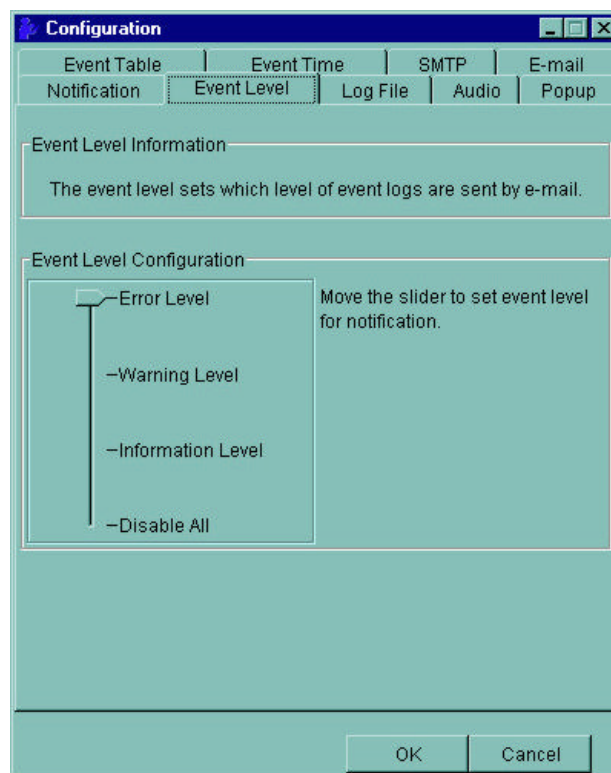 Configuration
Event Table Event Time SMTP E-mail
Notification Event Level Log File Audio Popup
Event Level Information
The event level sets which level of event logs are sent by e-mail.
Event Level Configuration
Error Level
Move the slider to set event level
for notification.
Warning Level
Information Level
Disable All
OK Cancel